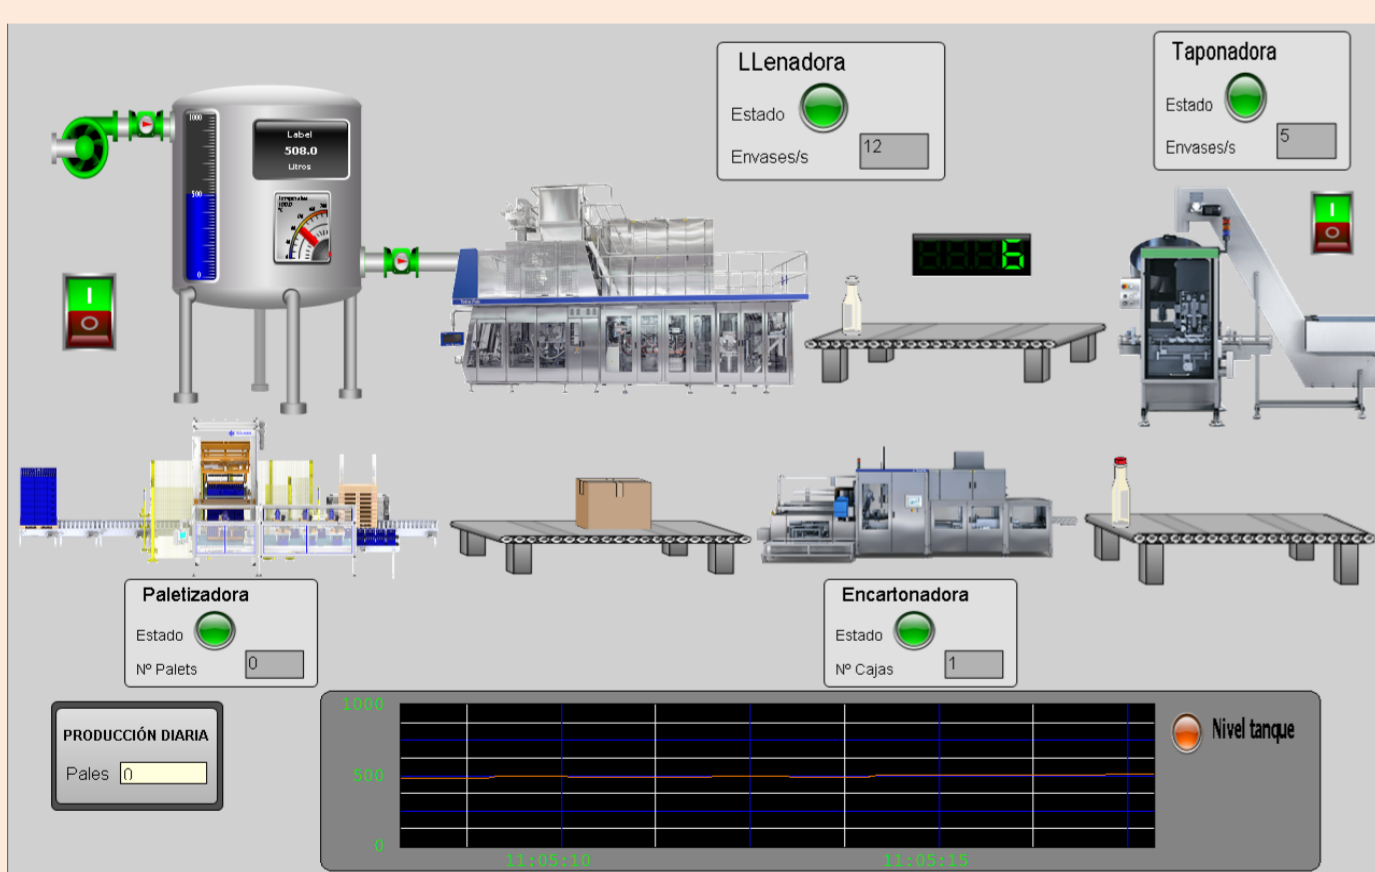 LLenadora
Estado
Envases/s 12
Taponadora
Estado
Envases/s 5
1000
500
0
Label
508.0
Litros
I
O
6
I
O
Paletizadora
Estado
Nº Palets 0
Encartonadora
Estado
Nº Cajas 1
PRODUCCIÓN DIARIA
Pales 0
1000
500
0
11:05:10 11:05:15
Nivel tanque